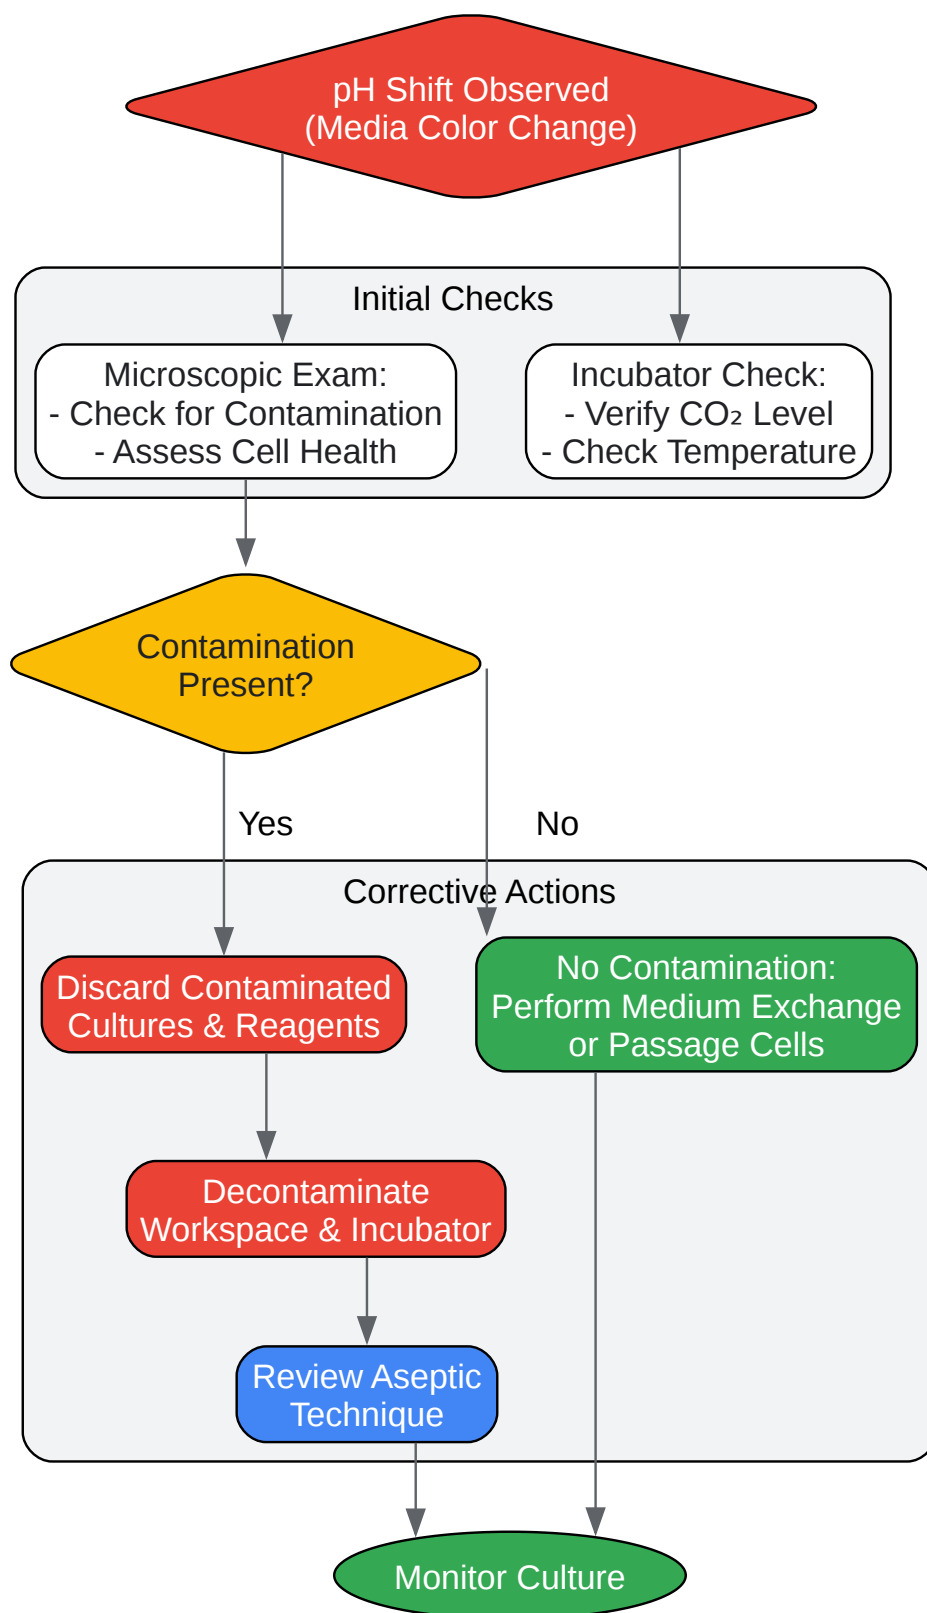 pH Shift Observed
(Media Color Change)
Initial Checks
Microscopic Exam:
- Check for Contamination
- Assess Cell Health
Incubator Check:
- Verify CO₂ Level
- Check Temperature
Contamination
Present?
Yes
No
Corrective Actions
Discard Contaminated
Cultures & Reagents
No Contamination:
Perform Medium Exchange
or Passage Cells
Decontaminate
Workspace & Incubator
Review Aseptic
Technique
Monitor Culture